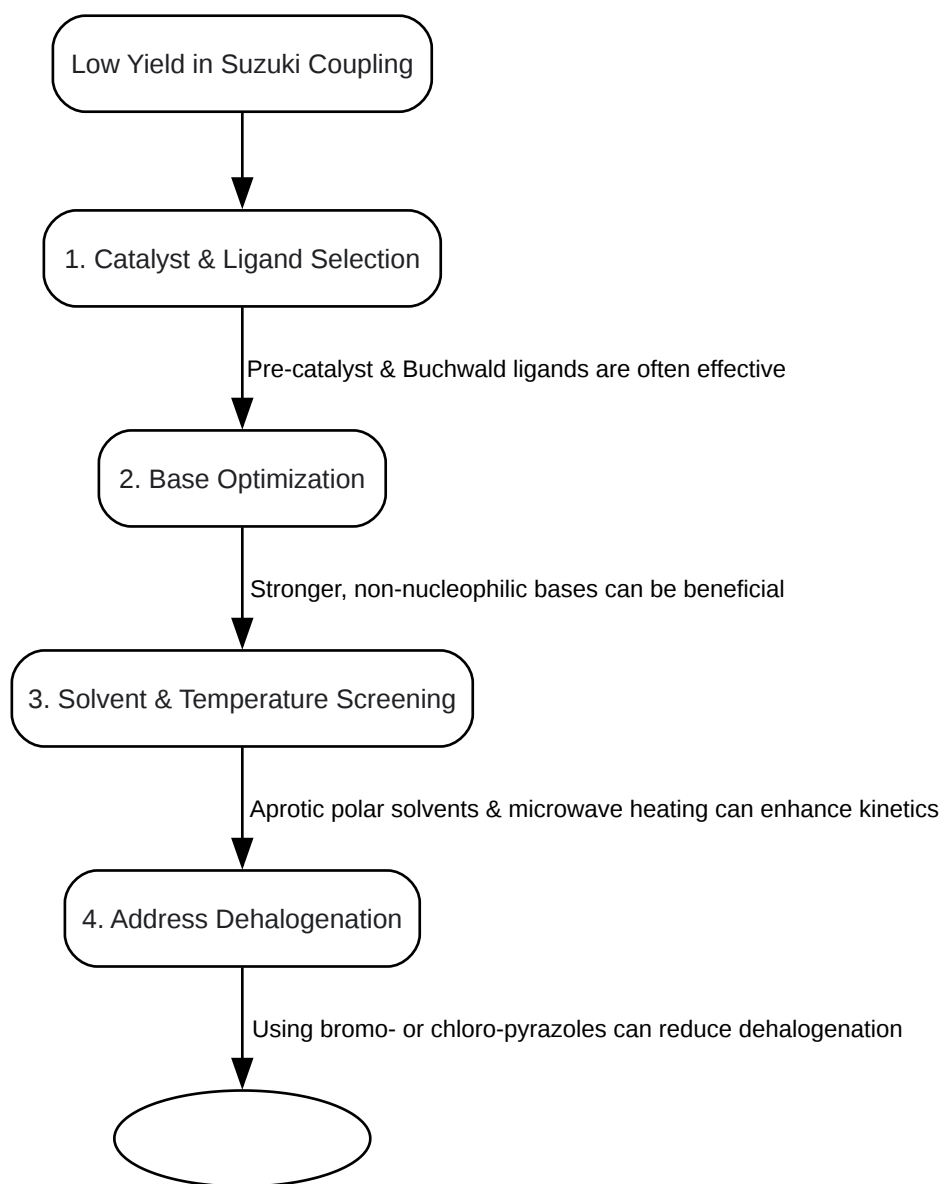 Low Yield in Suzuki Coupling
1. Catalyst & Ligand Selection
Pre-catalyst & Buchwald ligands are often effective
2. Base Optimization
Stronger, non-nucleophilic bases can be beneficial
3. Solvent & Temperature Screening
Aprotic polar solvents & microwave heating can enhance kinetics
4. Address Dehalogenation
Using bromo- or chloro-pyrazoles can reduce dehalogenation